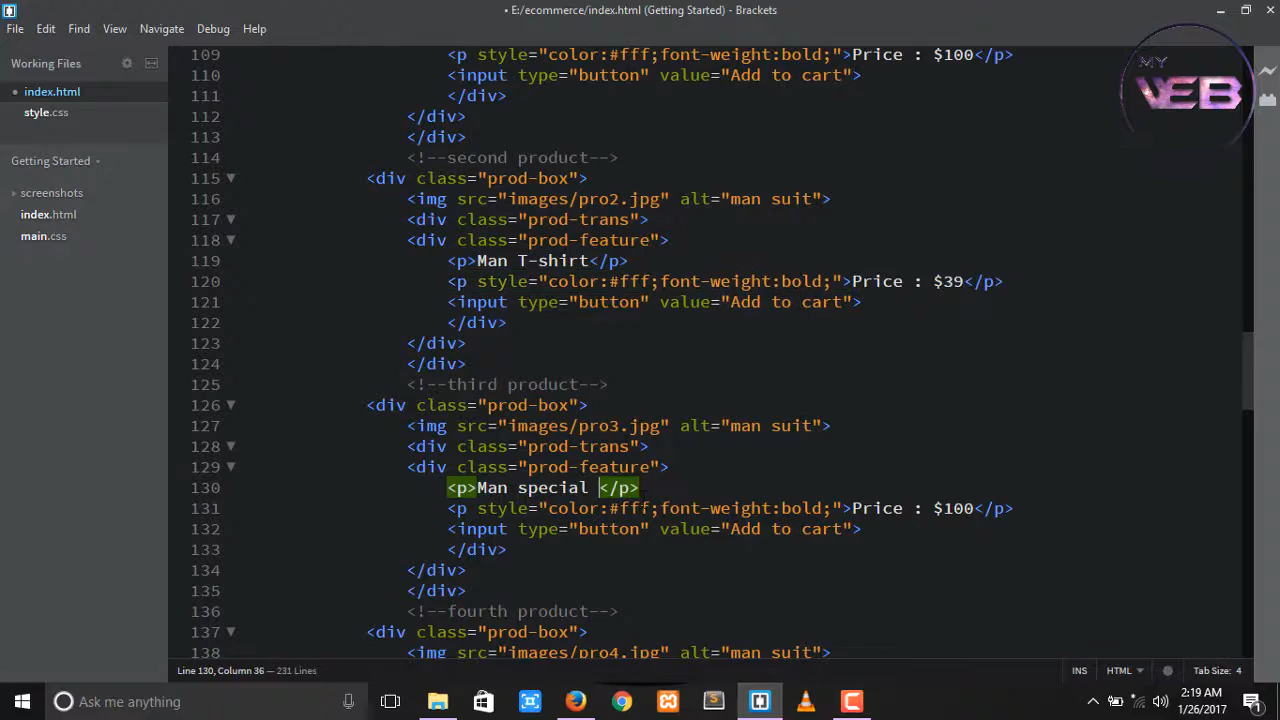 • E:/ecommerce/index.html (Getting Started) - Brackets
File Edit Find View Navigate Debug Help
Working Files
• index.html
style.css
Getting Started
screenshots
index.html
main.css
109 <p style="color:#fff;font-weight:bold;">Price : $100</p>
110 <input type="button" value="Add to cart">
111 </div>
112 </div>
113 </div>
114 <!--second product-->
115 <div class="prod-box">
116 <img src="images/pro2.jpg" alt="man suit">
117 <div class="prod-trans">
118 <div class="prod-feature">
119 <p>Man T-shirt</p>
120 <p style="color:#fff;font-weight:bold;">Price : $39</p>
121 <input type="button" value="Add to cart">
122 </div>
123 </div>
124 </div>
125 <!--third product-->
126 <div class="prod-box">
127 <img src="images/pro3.jpg" alt="man suit">
128 <div class="prod-trans">
129 <div class="prod-feature">
130 <p>Man special </p>
131 <p style="color:#fff;font-weight:bold;">Price : $100</p>
132 <input type="button" value="Add to cart">
133 </div>
134 </div>
135 </div>
136 <!--fourth product-->
137 <div class="prod-box">
138 <img src="images/pro4.jpg" alt="man suit">
MY
VEB
Line 130, Column 36 — 231 Lines
INS HTML Tab Size: 4
Ask me anything
2:19 AM
1/26/2017
1